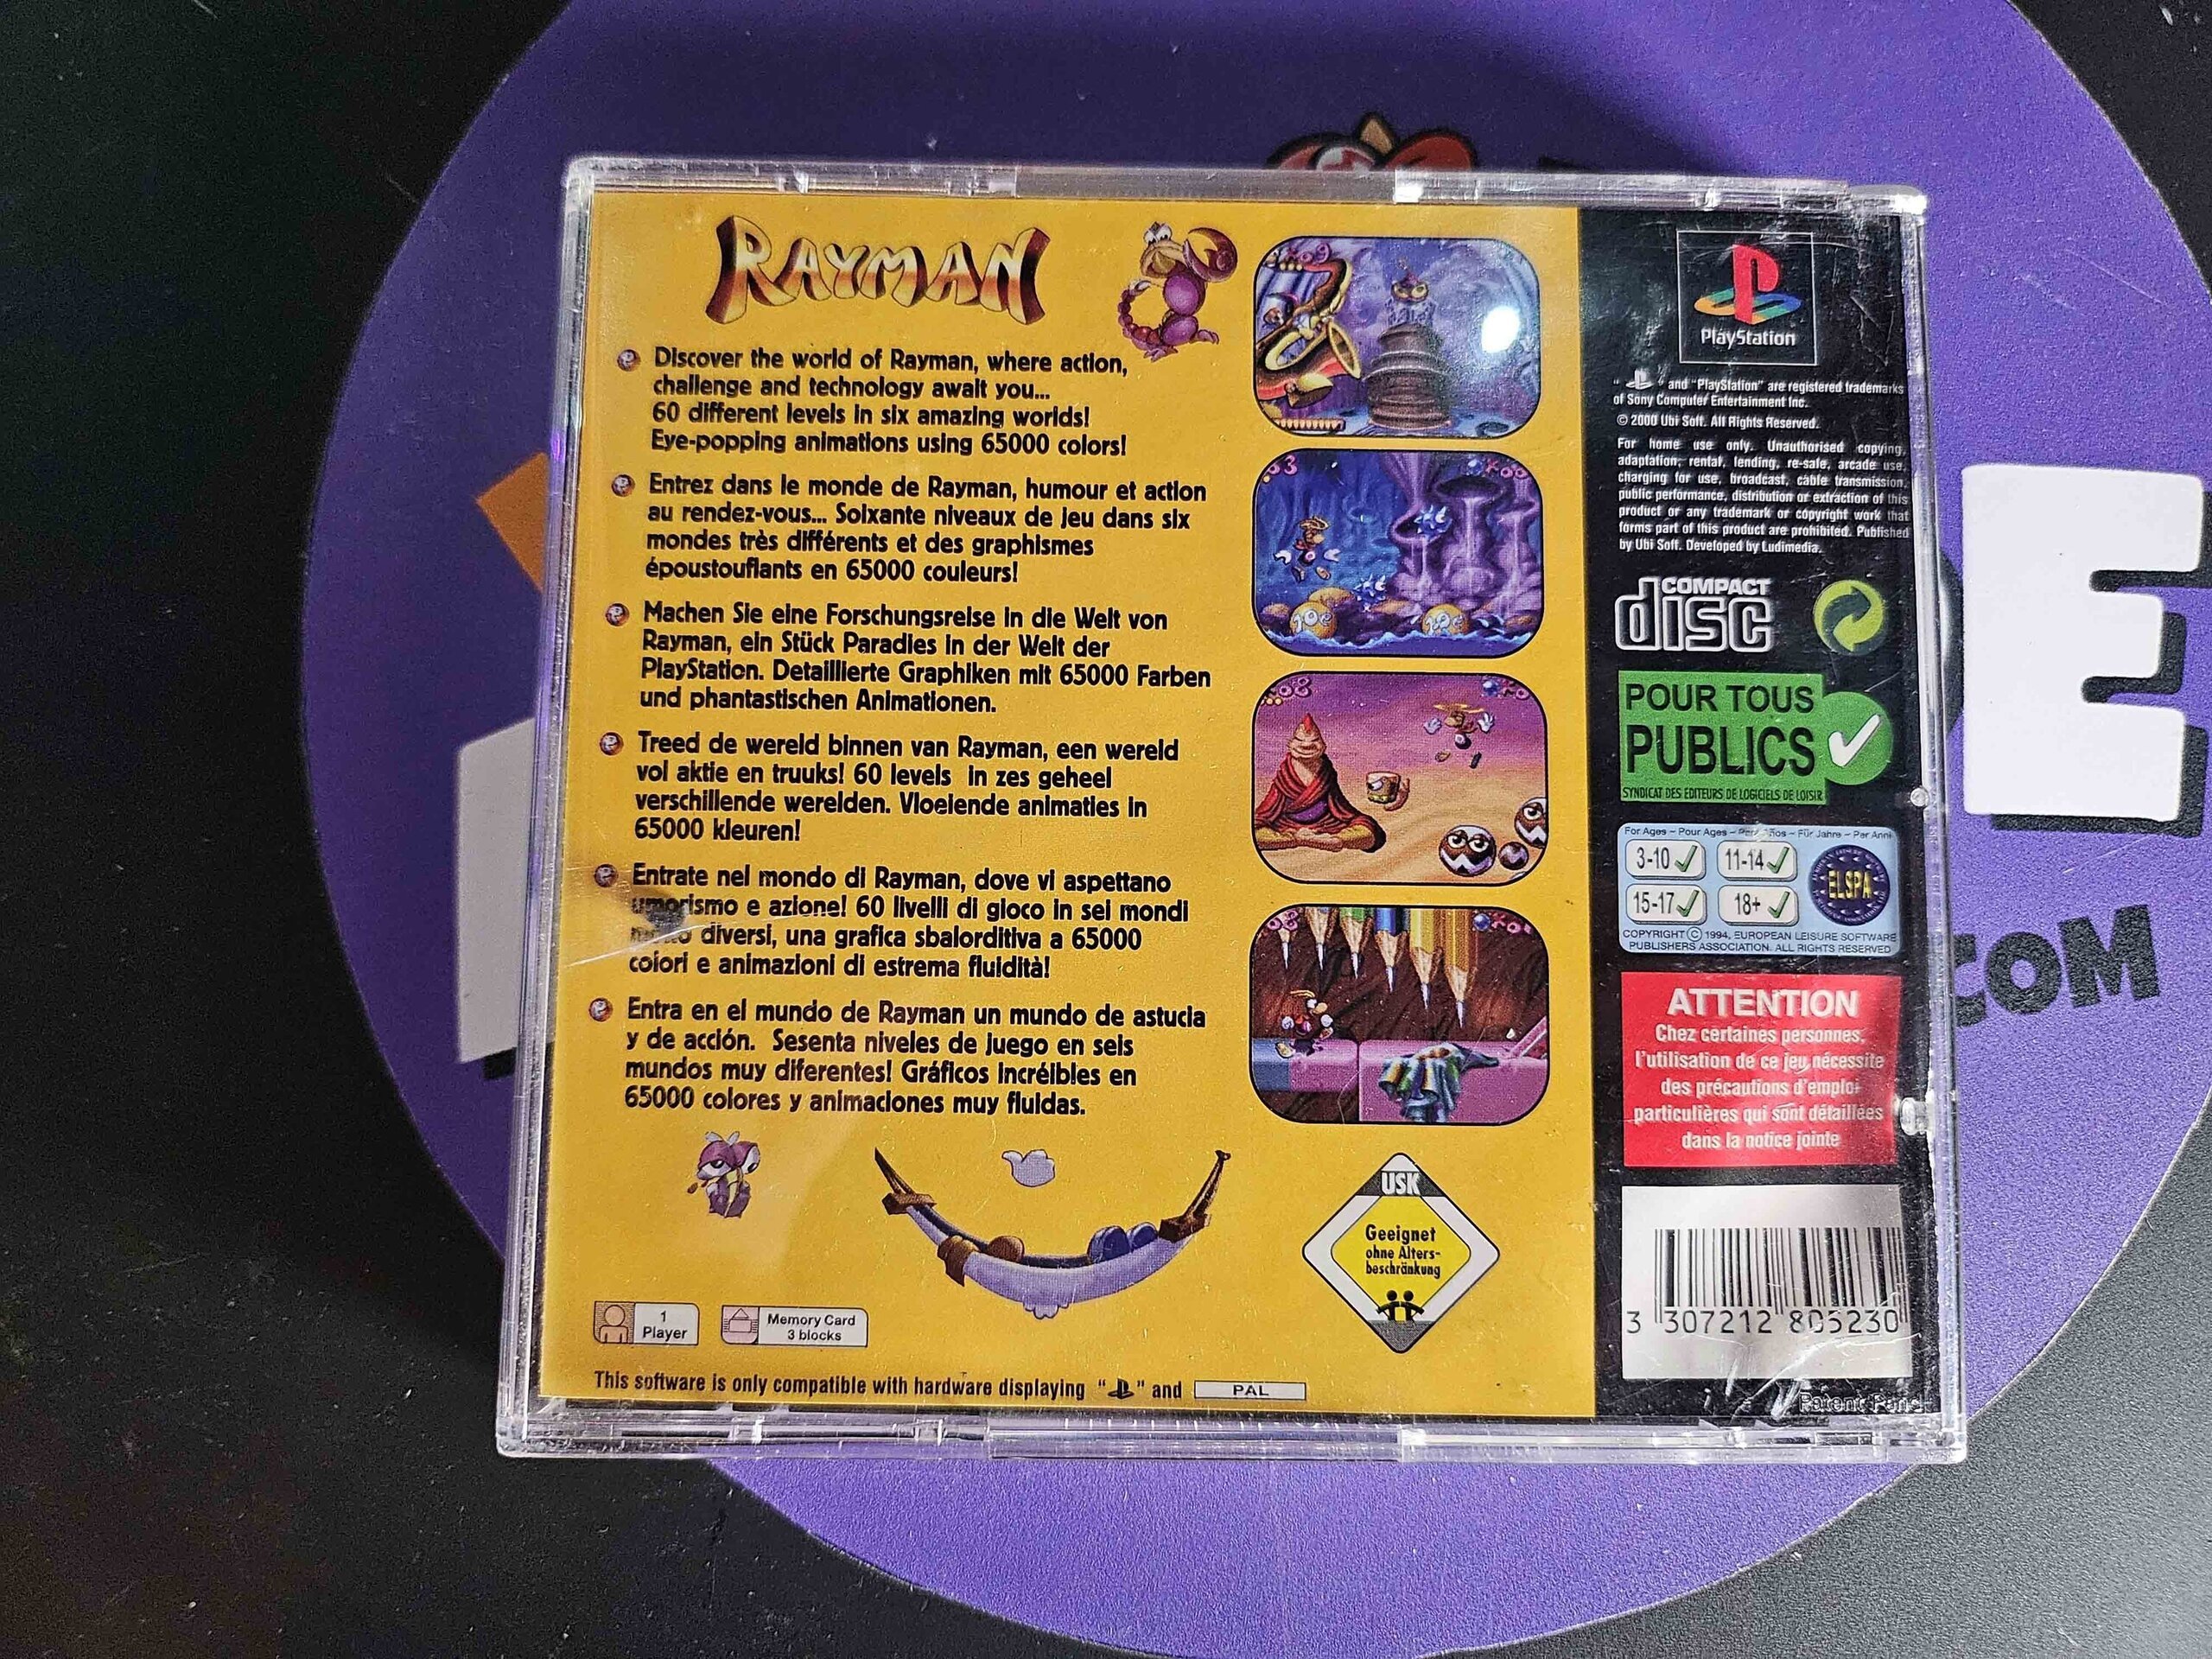 RAYMAN
Discover the world of Rayman, where action,
challenge and technology await you...
60 different levels in six amazing worlds!
Eye-popping animations using 65000 colors!
Entrez dans le monde de Rayman, humour et action
au rendez-vous... Soixante niveaux de jeu dans six
mondes très différents et des graphismes
époustouflants en 65000 couleurs!
Machen Sie eine Forschungsreise in die Welt von
Rayman, ein Stück Paradies in der Welt der
PlayStation. Detaillierte Graphiken mit 65000 Farben
und phantastischen Animationen.
Treed de wereld binnen van Rayman, een wereld
vol aktie en truuks! 60 levels in zes geheel
verschillende werelden. Vloeiende animaties in
65000 kleuren!
Entrate nel mondo di Rayman, dove vi aspettano
umorismo e azione! 60 livelli di gioco in sei mondi
diversi, una grafica sbalorditiva a 65000
colori e animazioni di estrema fluidità!
Entra en el mundo de Rayman un mundo de astucia
y de acción. Sesenta niveles de juego en seis
mundos muy diferentes! Gráficos increíbles en
65000 colores y animaciones muy fluidas.
1
Player
Memory Card
3 blocks
USK
Geeignet
ohne Alters-
beschränkung
This software is only compatible with hardware displaying " " and PAL
PlayStation
" " and "PlayStation" are registered trademarks
of Sony Computer Entertainment Inc.
© 2000 Ubi Soft. All Rights Reserved.
For home use only. Unauthorised copying,
adaptation, rental, lending, re-sale, arcade use,
charging for use, broadcast, cable transmission,
public performance, distribution or extraction of this
product or any trademark or copyright work that
forms part of this product are prohibited. Published
by Ubi Soft. Developed by Ludimedia.
COMPACT
disc
POUR TOUS
PUBLICS
SYNDICAT DES EDITEURS DE LOGICIELS DE LOISIR
For Ages – Pour Ages – Para Años – Für Jahre – Per Anni
3-10 11-14
15-17 18+
ELSPA
COPYRIGHT © 1994, EUROPEAN LEISURE SOFTWARE
PUBLISHERS ASSOCIATION. ALL RIGHTS RESERVED
ATTENTION
Chez certaines personnes,
l'utilisation de ce jeu nécessite
des précautions d'emploi
particulières qui sont détaillées
dans la notice jointe
3 307212 803230
E
COM